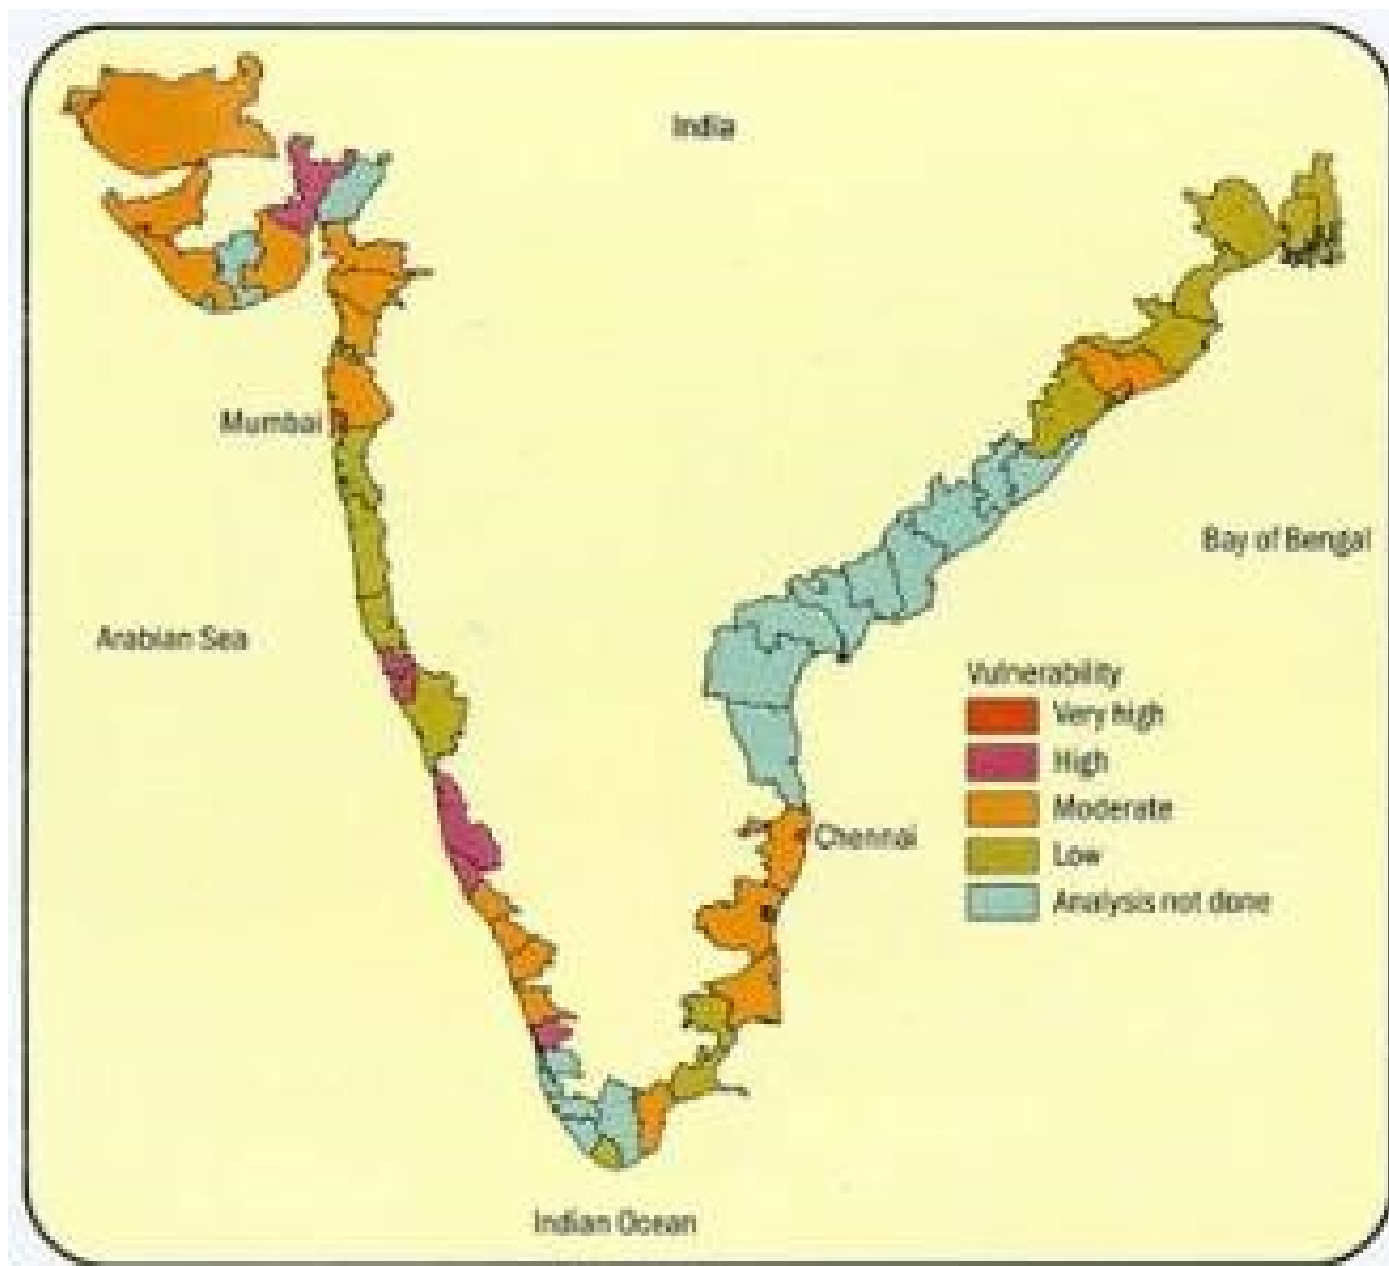 India
Mumbai
Bay of Bengal
Arabian Sea
Vulnerability
Very high
High
Moderate
Low
Analysis not done
Chennai
Indian Ocean